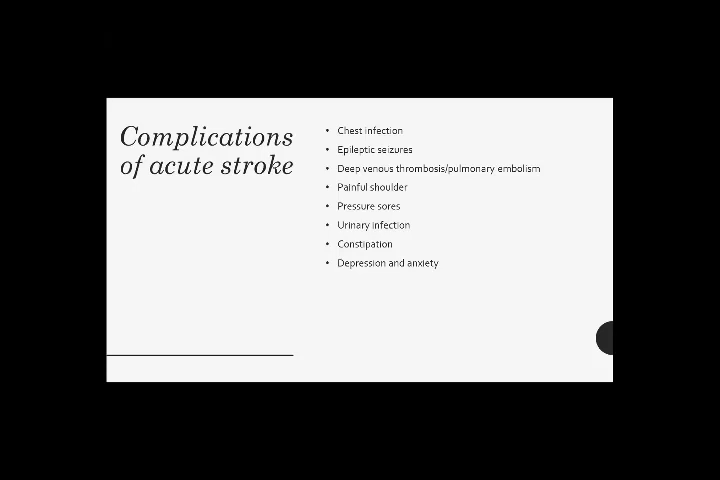 Complications
of acute stroke
• Chest infection
• Epileptic seizures
• Deep venous thrombosis/pulmonary embolism
• Painful shoulder
• Pressure sores
• Urinary infection
• Constipation
• Depression and anxiety